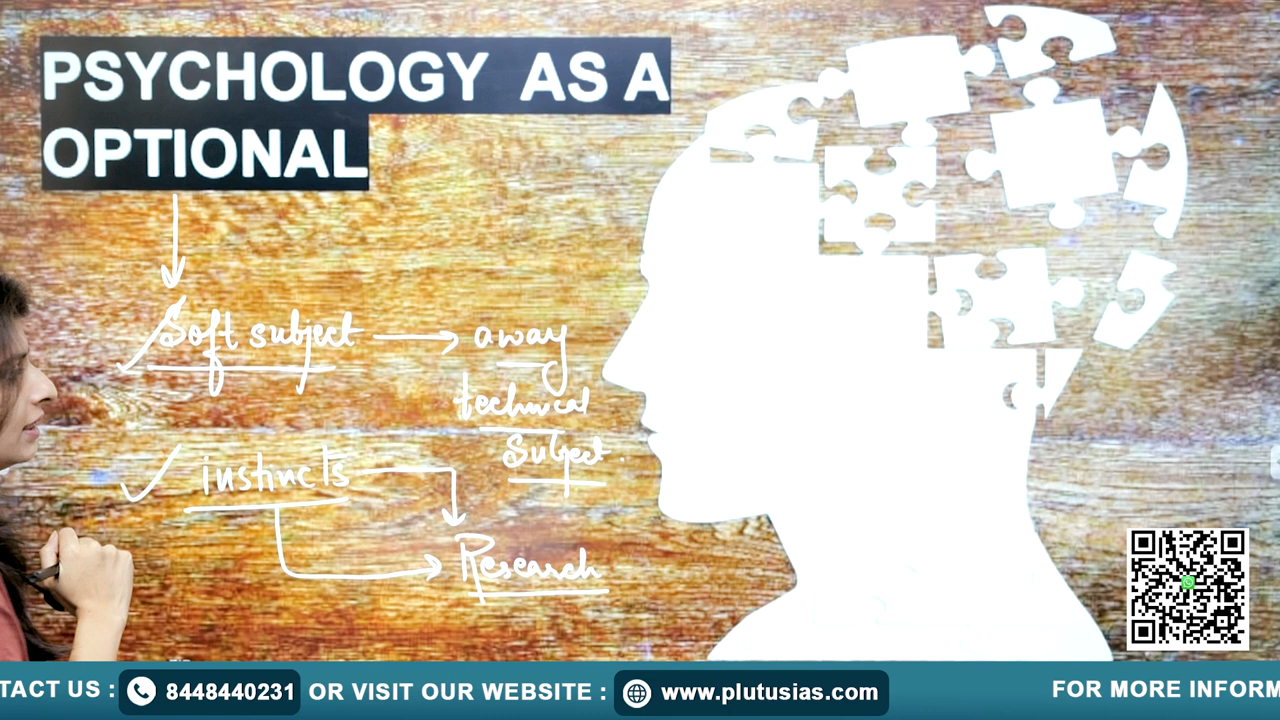 PSYCHOLOGY AS A
OPTIONAL
Soft subject → away
technical
Subject.
instincts
Research
TACT US : 8448440231 OR VISIT OUR WEBSITE : www.plutusias.com FOR MORE INFORM